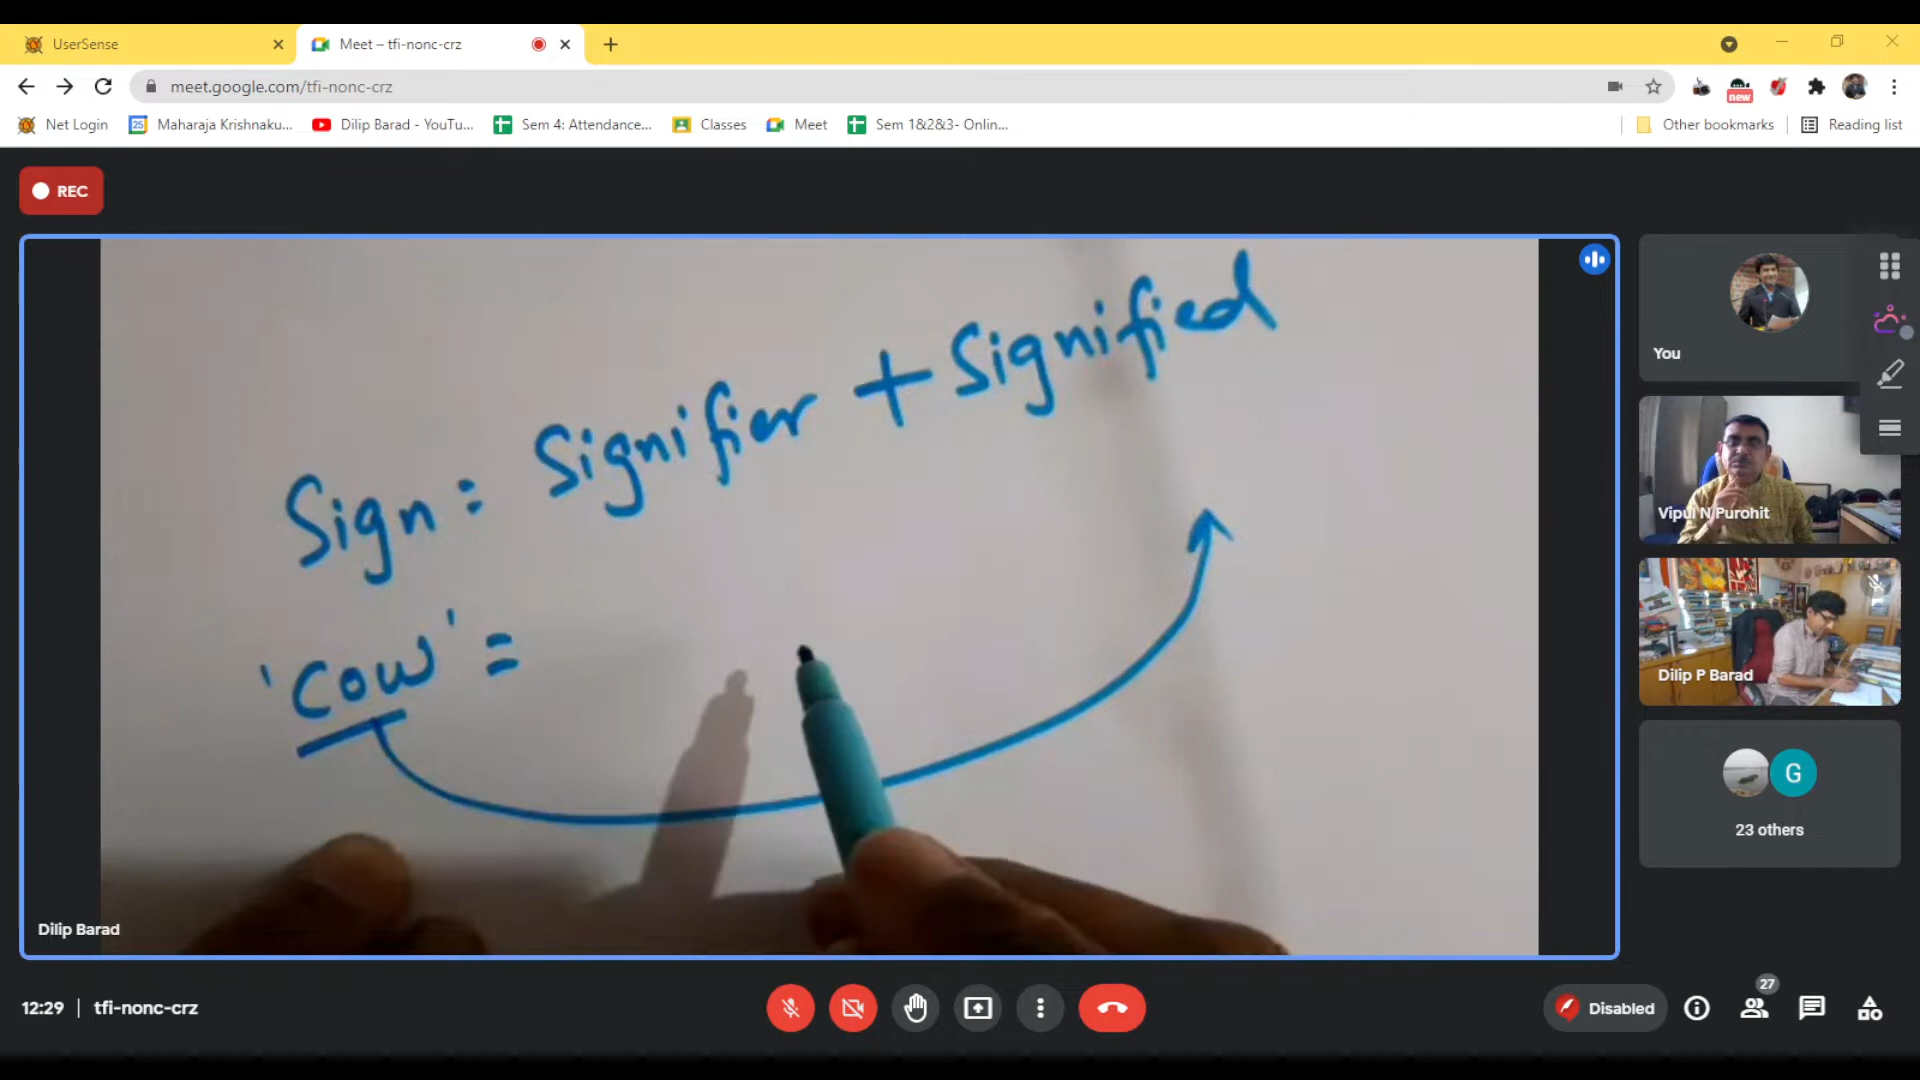 UserSense
Meet – tfi-nonc-crz
meet.google.com/tfi-nonc-crz
new
Net Login
25
Maharaja Krishnaku...
Dilip Barad - YouTu...
Sem 4: Attendance...
Classes
Meet
Sem 1&2&3- Onlin...
Other bookmarks
Reading list
REC
Sign = Signifier + Signified
'Cow' =
Dilip Barad
You
Vipul N Purohit
Dilip P Barad
G
23 others
12:29 | tfi-nonc-crz
Disabled
27